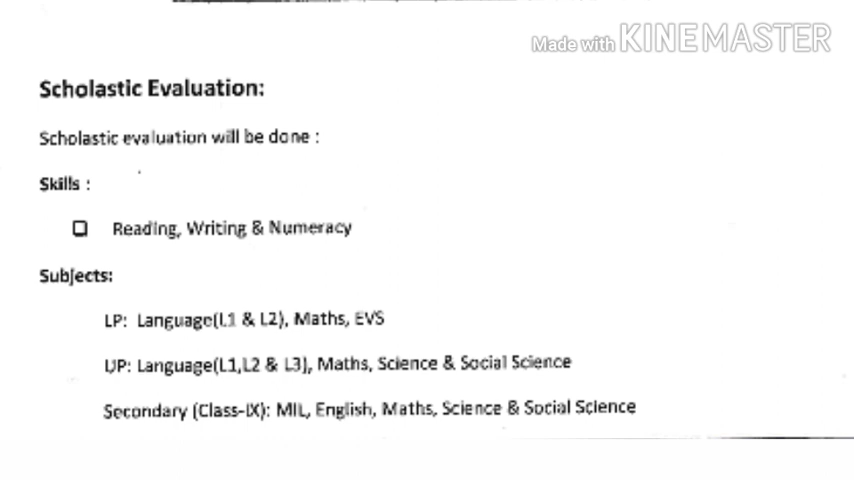 Made with KINEMASTER
Scholastic Evaluation:
Scholastic evaluation will be done :
Skills :
☐ Reading, Writing & Numeracy
Subjects:
LP: Language(L1 & L2), Maths, EVS
UP: Language(L1,L2 & L3), Maths, Science & Social Science
Secondary (Class-IX): MIL, English, Maths, Science & Social Science